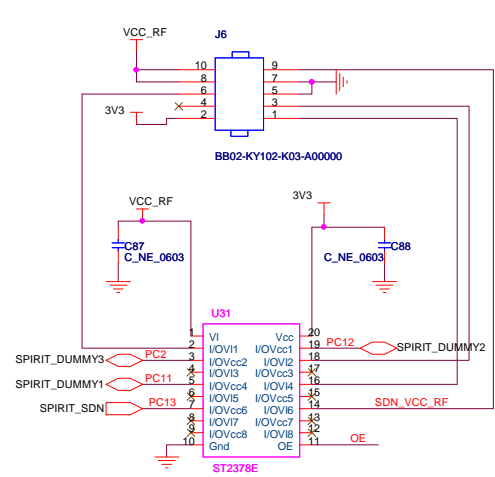 VCC_RF
J6
10 9
8 7
6 5
4 3
3V3 2 1
BB02-KY102-K03-A00000
VCC_RF 3V3
C87 C88
C_NE_0603 C_NE_0603
U31
1 VI Vcc 20
2 I/OVI1 I/OVcc1 19 PC12 SPIRIT_DUMMY2
SPIRIT_DUMMY3 PC2 3 I/OVcc2 I/OVI2 18
4 I/OVI3 I/OVcc3 17
SPIRIT_DUMMY1 PC11 5 I/OVcc4 I/OVI4 16
6 I/OVI5 I/OVcc5 15
SPIRIT_SDN PC13 7 I/OVcc6 I/OVI6 14 SDN_VCC_RF
8 I/OVI7 I/OVcc7 13
9 I/OVcc8 I/OVI8 12
10 Gnd OE 11 OE
ST2378E